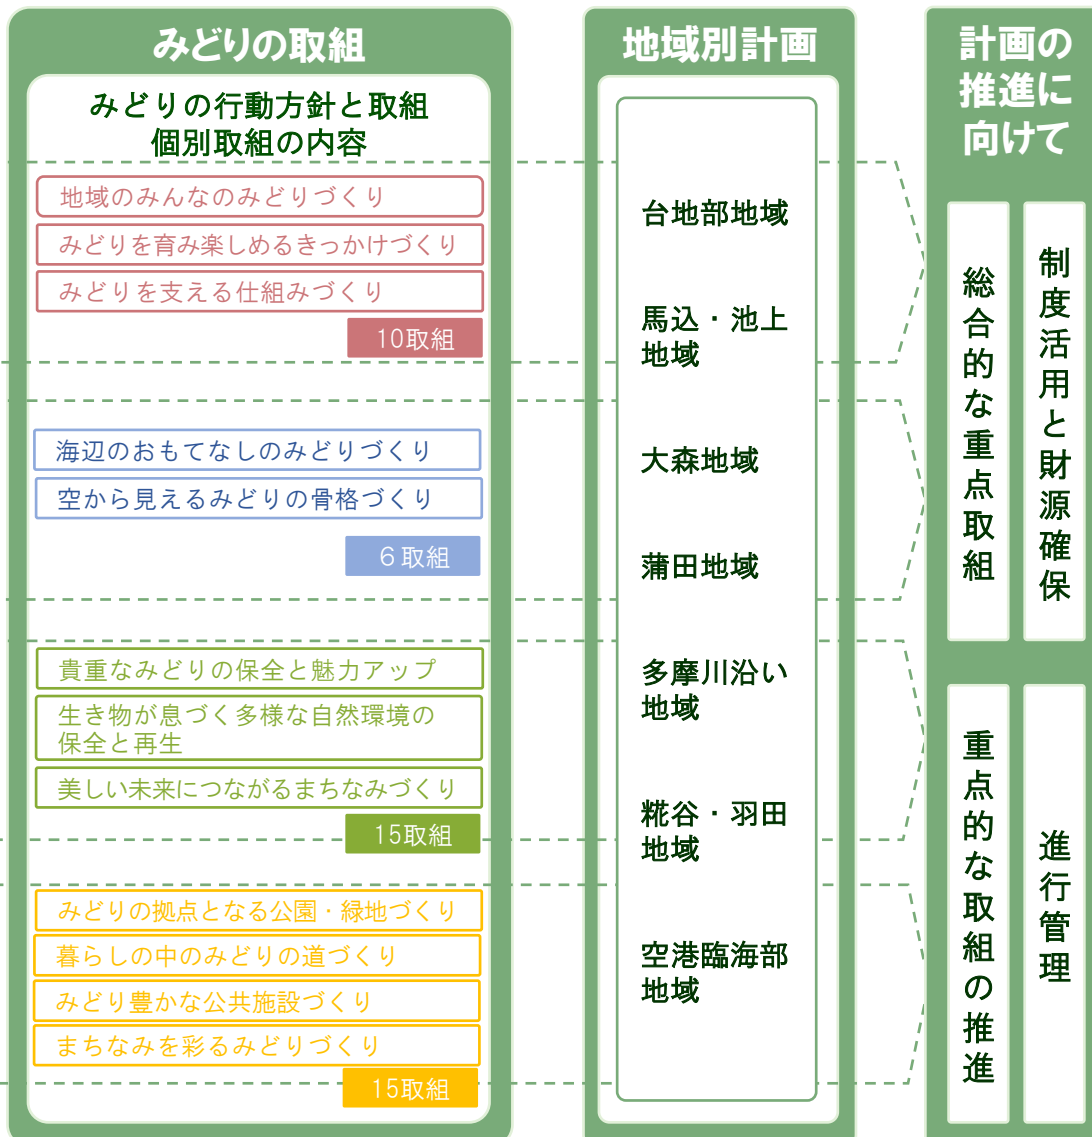 みどりの取組
みどりの行動方針と取組
個別取組の内容
地域のみんなのみどりづくり
みどりを育み楽しめるきっかけづくり
みどりを支える仕組みづくり
10取組
海辺のおもてなしのみどりづくり
空から見えるみどりの骨格づくり
6取組
貴重なみどりの保全と魅力アップ
生き物が息づく多様な自然環境の
保全と再生
美しい未来につながるまちなみづくり
15取組
みどりの拠点となる公園・緑地づくり
暮らしの中のみどりの道づくり
みどり豊かな公共施設づくり
まちなみを彩るみどりづくり
15取組
地域別計画
台地部地域
馬込・池上
地域
大森地域
蒲田地域
多摩川沿い
地域
糀谷・羽田
地域
空港臨海部
地域
計画の
推進に
向けて
制度活用と財源確保
総合的な重点取組
進行管理
重点的な取組の推進